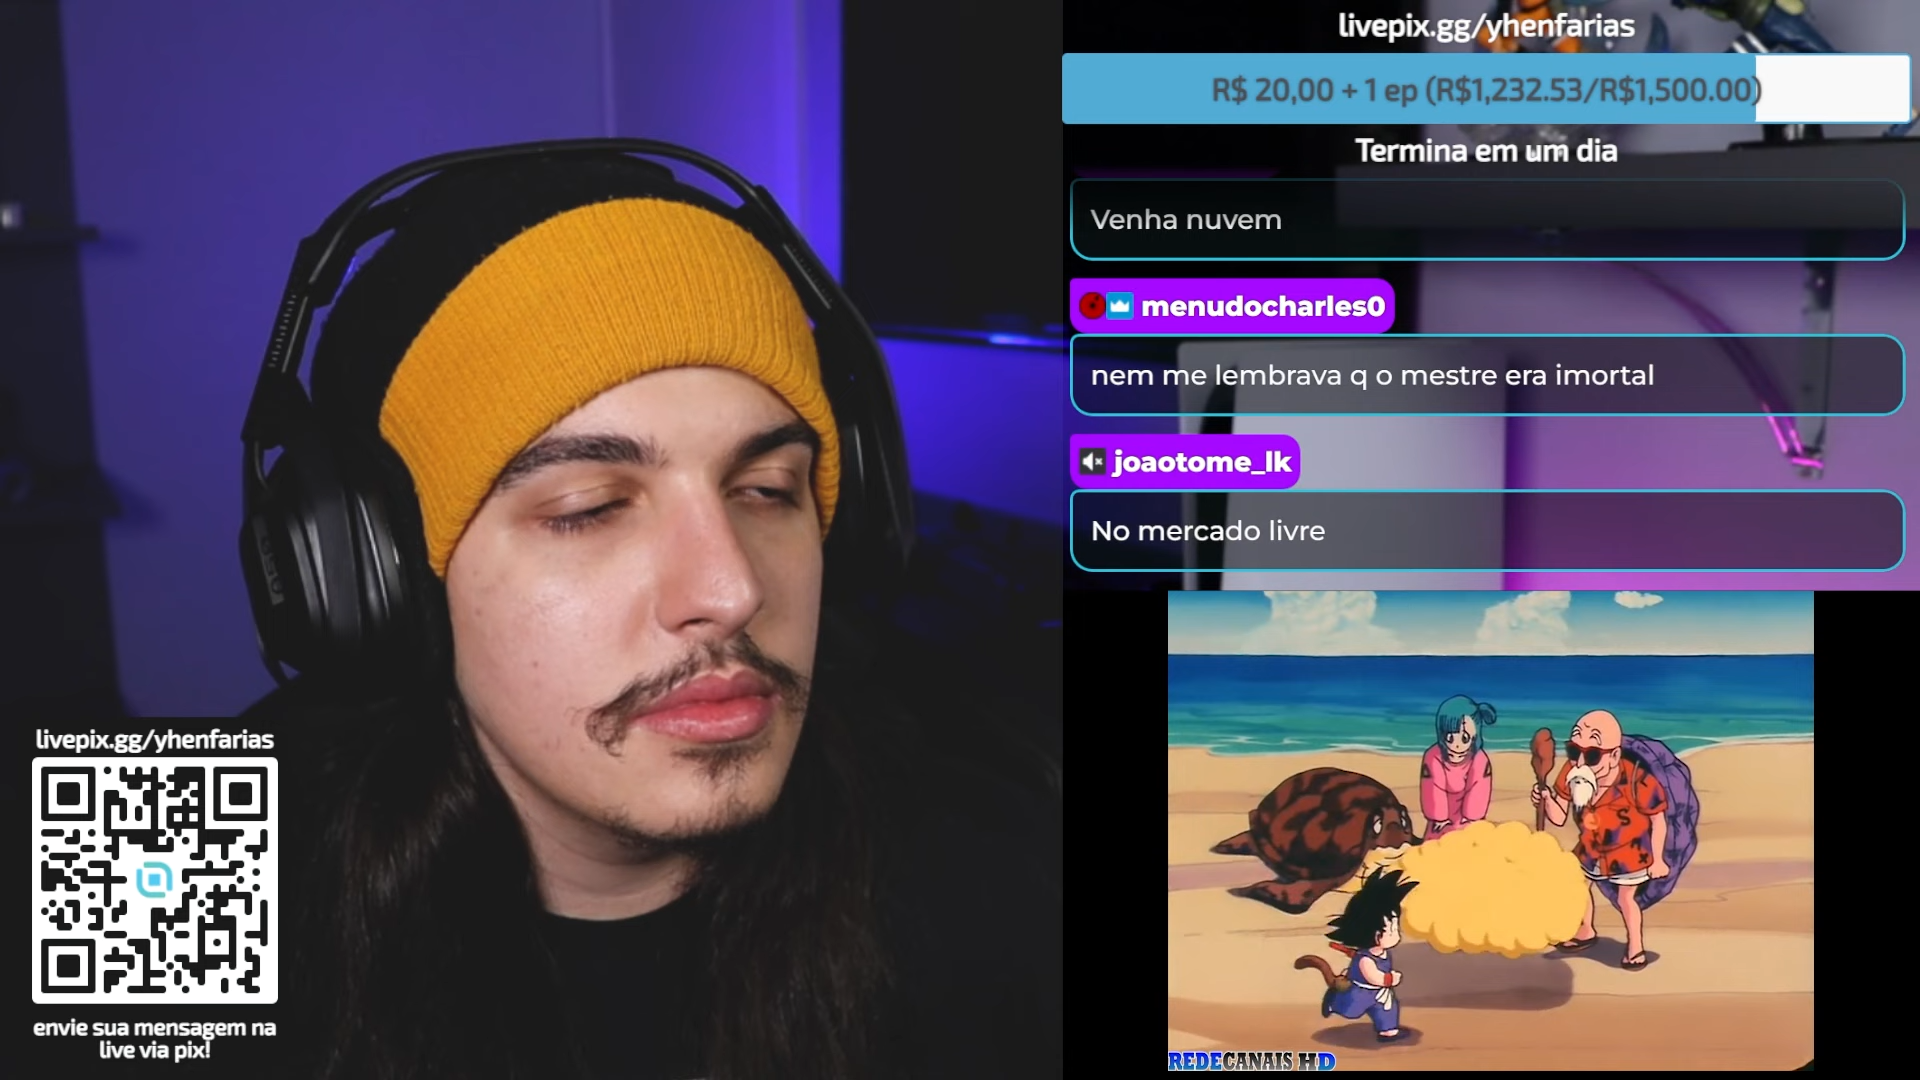 livepix.gg/yhenfarias
R$ 20,00 + 1 ep (R$1,232.53/R$1,500.00)
Termina em um dia
Venha nuvem
menudocharles0
nem me lembrava q o mestre era imortal
joaotome_lk
No mercado livre
livepix.gg/yhenfarias
envie sua mensagem na
live via pix!
REDECANAIS HD